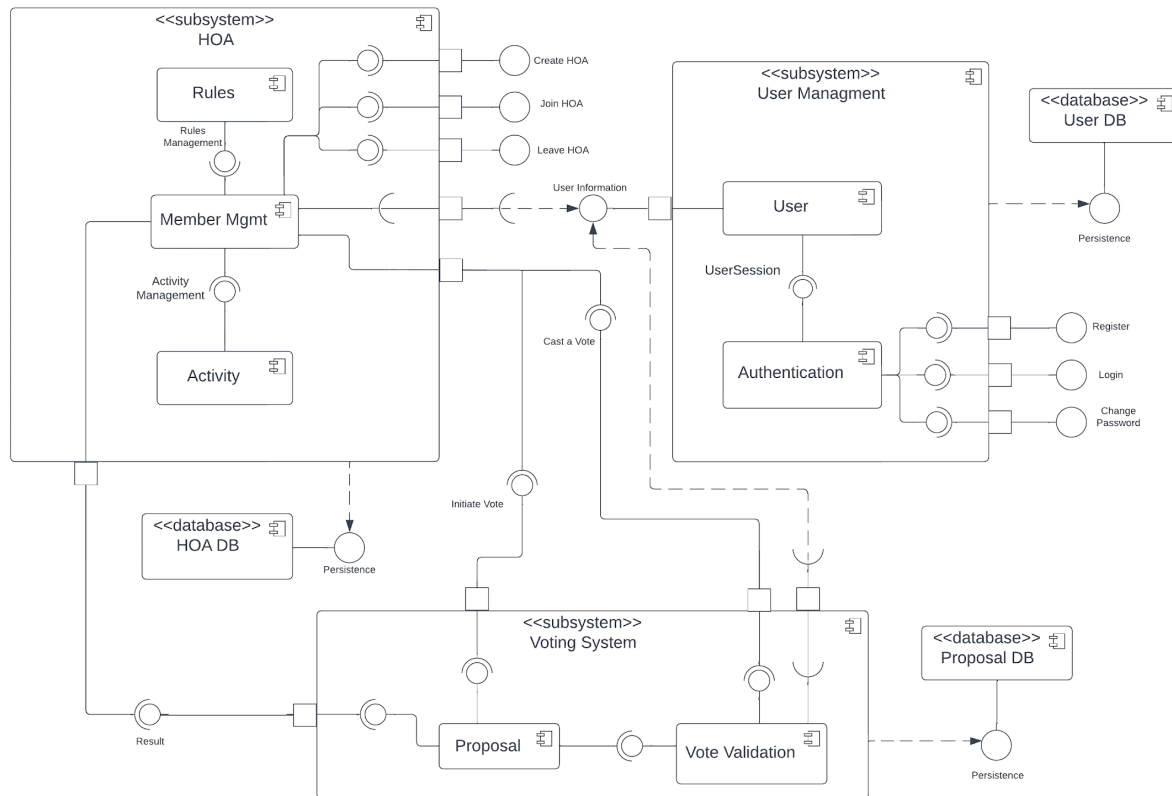 <<subsystem>>
HOA
Rules
Rules
Management
Member Mgmt
Activity
Management
Activity
Create HOA
Join HOA
Leave HOA
User Information
<<subsystem>>
User Managment
User
UserSession
Authentication
Register
Login
Change
Password
<<database>>
User DB
Persistence
Cast a Vote
Initiate Vote
<<database>>
HOA DB
Persistence
<<subsystem>>
Voting System
Result
Proposal
Vote Validation
<<database>>
Proposal DB
Persistence